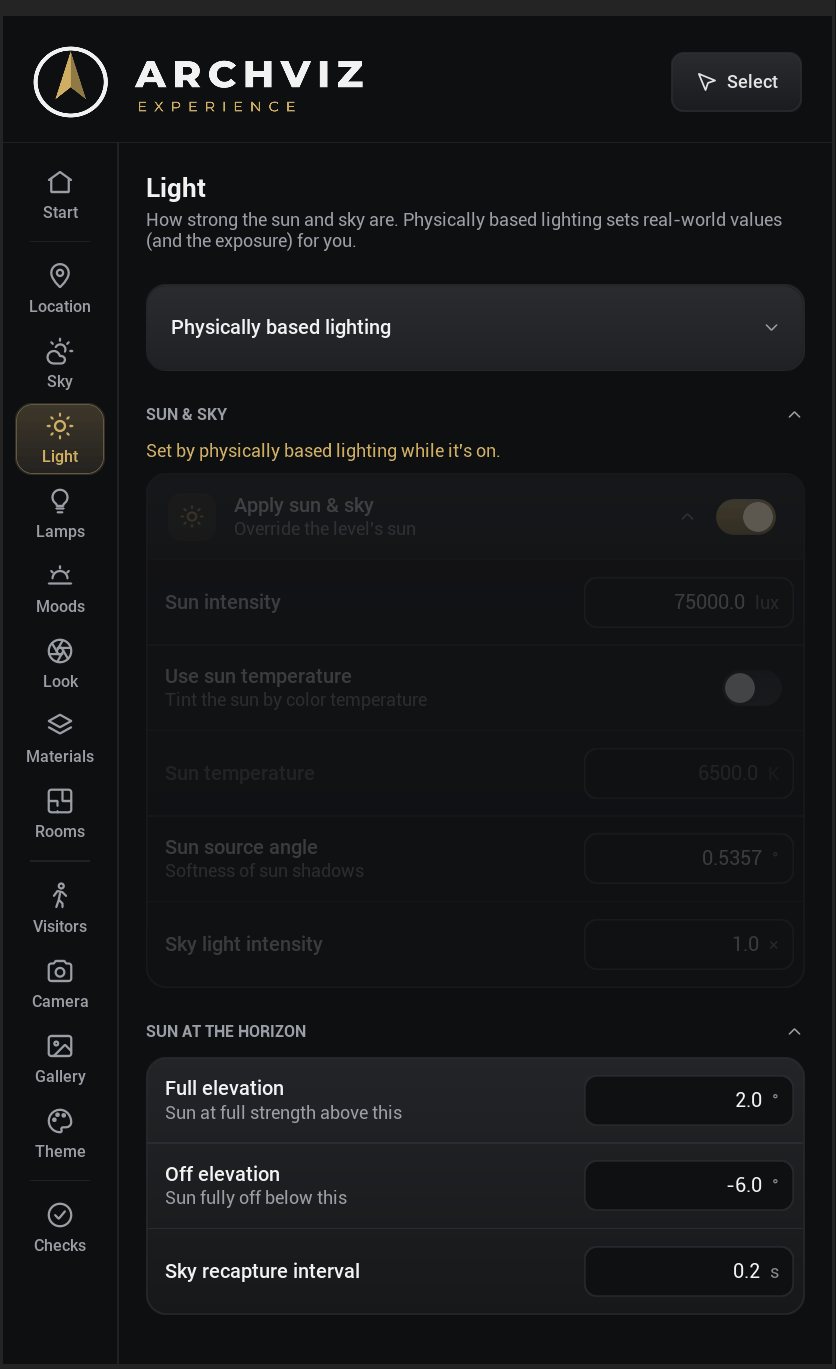 ARCHVIZ
EXPERIENCE
Select
Start
Location
Sky
Light
Lamps
Moods
Look
Materials
Rooms
Visitors
Camera
Gallery
Theme
Checks
Light
How strong the sun and sky are. Physically based lighting sets real-world values
(and the exposure) for you.
Physically based lighting
SUN & SKY
Set by physically based lighting while it's on.
Apply sun & sky
Override the level's sun
Sun intensity
75000.0 lux
Use sun temperature
Tint the sun by color temperature
Sun temperature
6500.0 K
Sun source angle
Softness of sun shadows
0.5357 °
Sky light intensity
1.0 ×
SUN AT THE HORIZON
Full elevation
Sun at full strength above this
2.0 °
Off elevation
Sun fully off below this
-6.0 °
Sky recapture interval
0.2 s